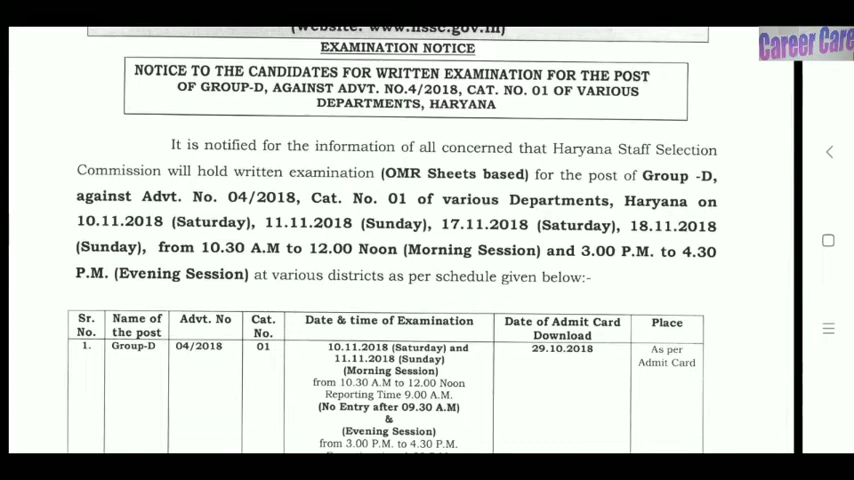 (website: www.hssc.gov.in)
Career Care
EXAMINATION NOTICE
NOTICE TO THE CANDIDATES FOR WRITTEN EXAMINATION FOR THE POST
OF GROUP-D, AGAINST ADVT. NO.4/2018, CAT. NO. 01 OF VARIOUS
DEPARTMENTS, HARYANA
It is notified for the information of all concerned that Haryana Staff Selection
Commission will hold written examination (OMR Sheets based) for the post of Group -D,
against Advt. No. 04/2018, Cat. No. 01 of various Departments, Haryana on
10.11.2018 (Saturday), 11.11.2018 (Sunday), 17.11.2018 (Saturday), 18.11.2018
(Sunday), from 10.30 A.M to 12.00 Noon (Morning Session) and 3.00 P.M. to 4.30
P.M. (Evening Session) at various districts as per schedule given below:-
Sr. No. Name of the post Advt. No Cat. No. Date & time of Examination Date of Admit Card Download Place
1. Group-D 04/2018 01 10.11.2018 (Saturday) and 29.10.2018 As per Admit Card
11.11.2018 (Sunday)
(Morning Session)
from 10.30 A.M to 12.00 Noon
Reporting Time 9.00 A.M.
(No Entry after 09.30 A.M)
&
(Evening Session)
from 3.00 P.M. to 4.30 P.M.